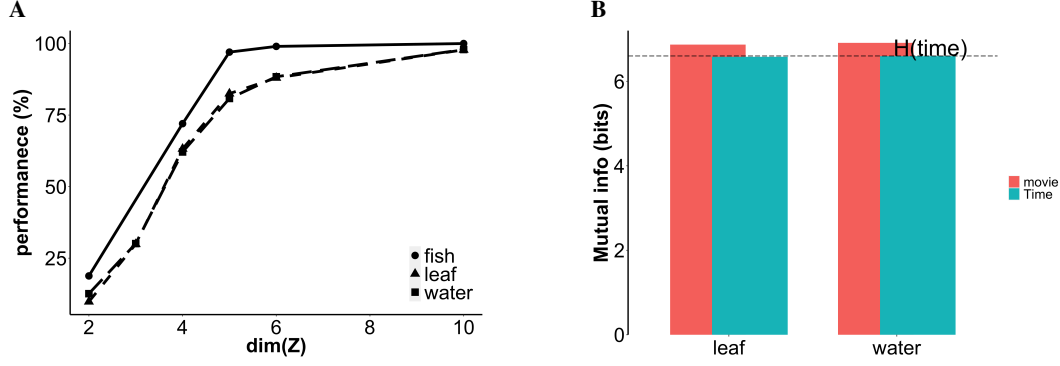 A
performanece (%)
100
75
50
25
2 4 6 8 10
dim(Z)
fish
leaf
water
B
Mutual info (bits)
6
4
2
0
H(time)
leaf water
movie
Time